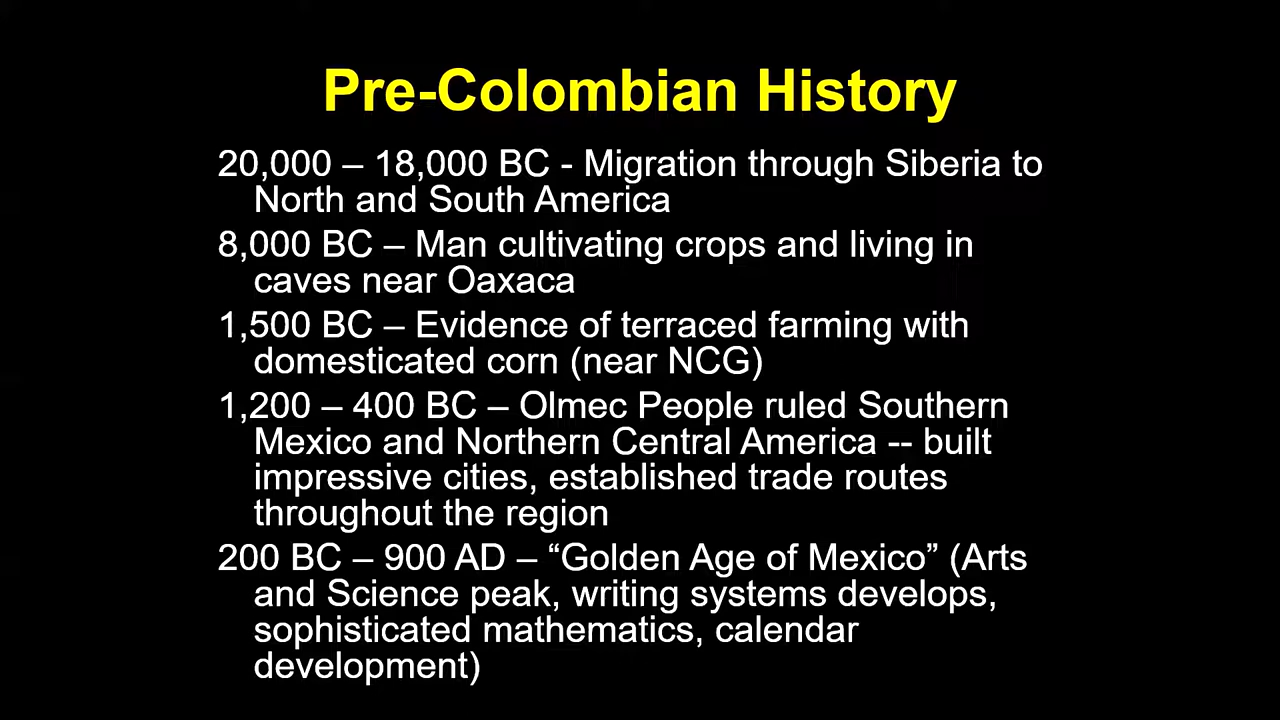 Pre-Colombian History
20,000 – 18,000 BC - Migration through Siberia to
North and South America
8,000 BC – Man cultivating crops and living in
caves near Oaxaca
1,500 BC – Evidence of terraced farming with
domesticated corn (near NCG)
1,200 – 400 BC – Olmec People ruled Southern
Mexico and Northern Central America -- built
impressive cities, established trade routes
throughout the region
200 BC – 900 AD – “Golden Age of Mexico” (Arts
and Science peak, writing systems develops,
sophisticated mathematics, calendar
development)